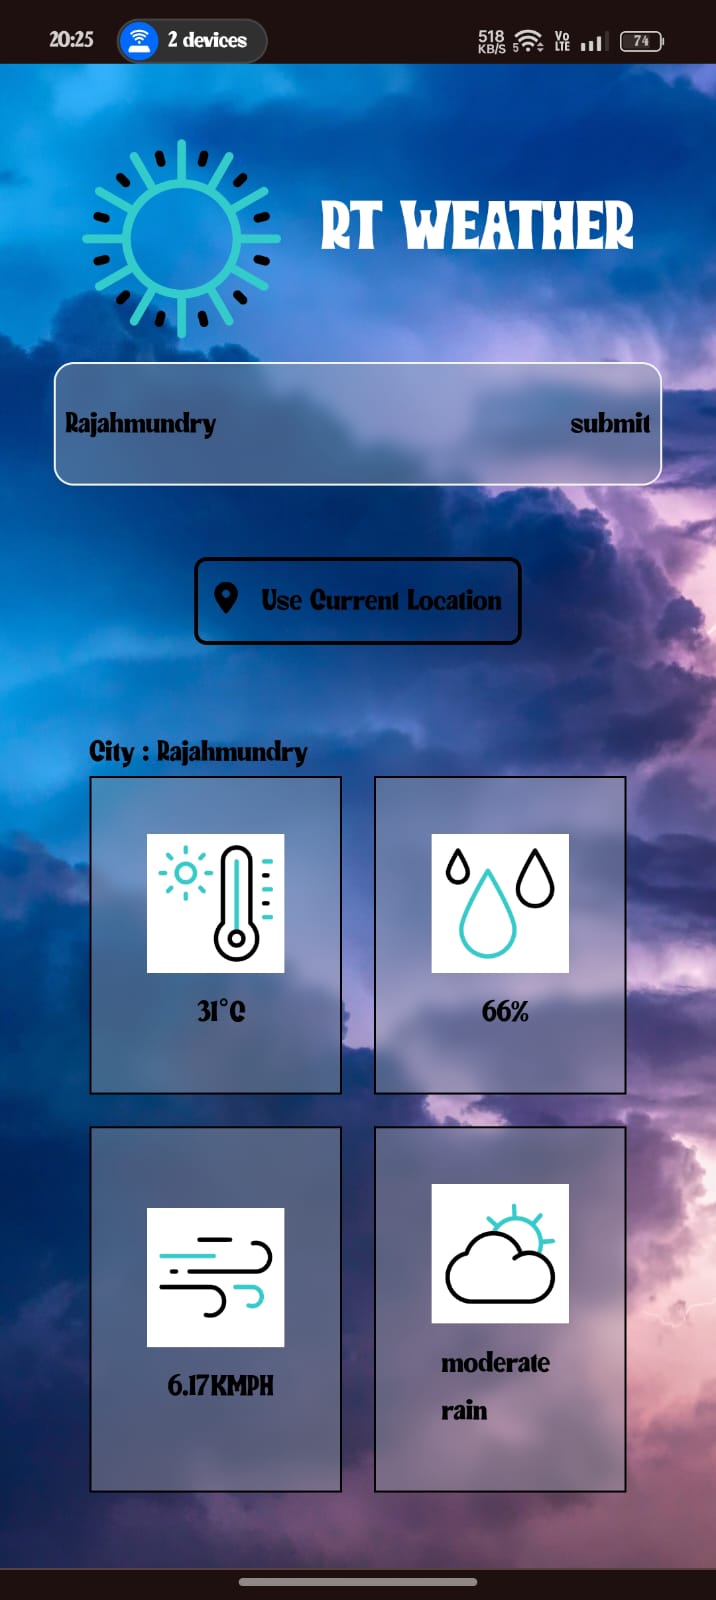 20:25
2 devices
518 KB/S
5
Vo LTE
74
RT WEATHER
Rajahmundry
submit
Use Current Location
City : Rajahmundry
31°C
66%
6.17KMPH
moderate
rain